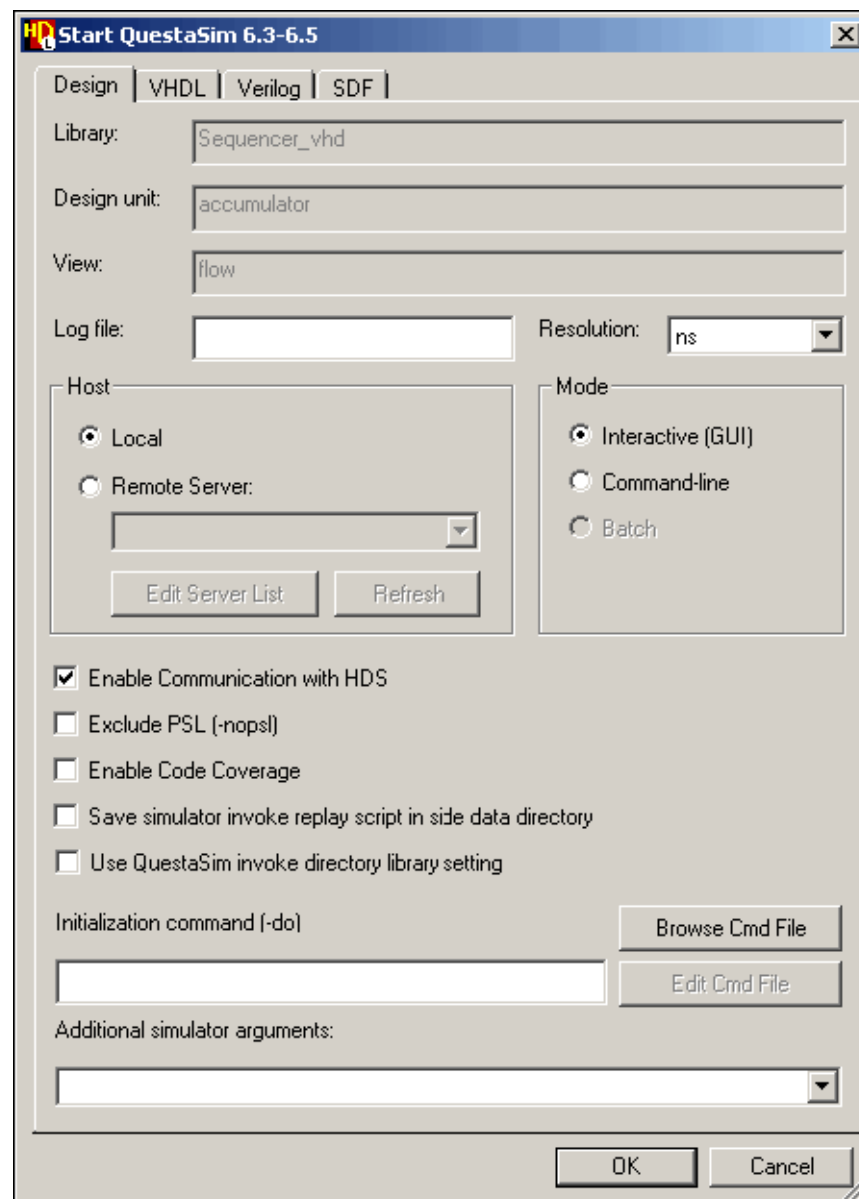 HD L Start QuestaSim 6.3-6.5
Design VHDL Verilog SDF
Library: Sequencer_vhd
Design unit: accumulator
View: flow
Log file: Resolution: ns
Host Mode
Local Interactive (GUI)
Remote Server: Command-line
Batch
Edit Server List Refresh
Enable Communication with HDS
Exclude PSL (-nopsl)
Enable Code Coverage
Save simulator invoke replay script in side data directory
Use QuestaSim invoke directory library setting
Initialization command (-do) Browse Cmd File
Edit Cmd File
Additional simulator arguments:
OK Cancel